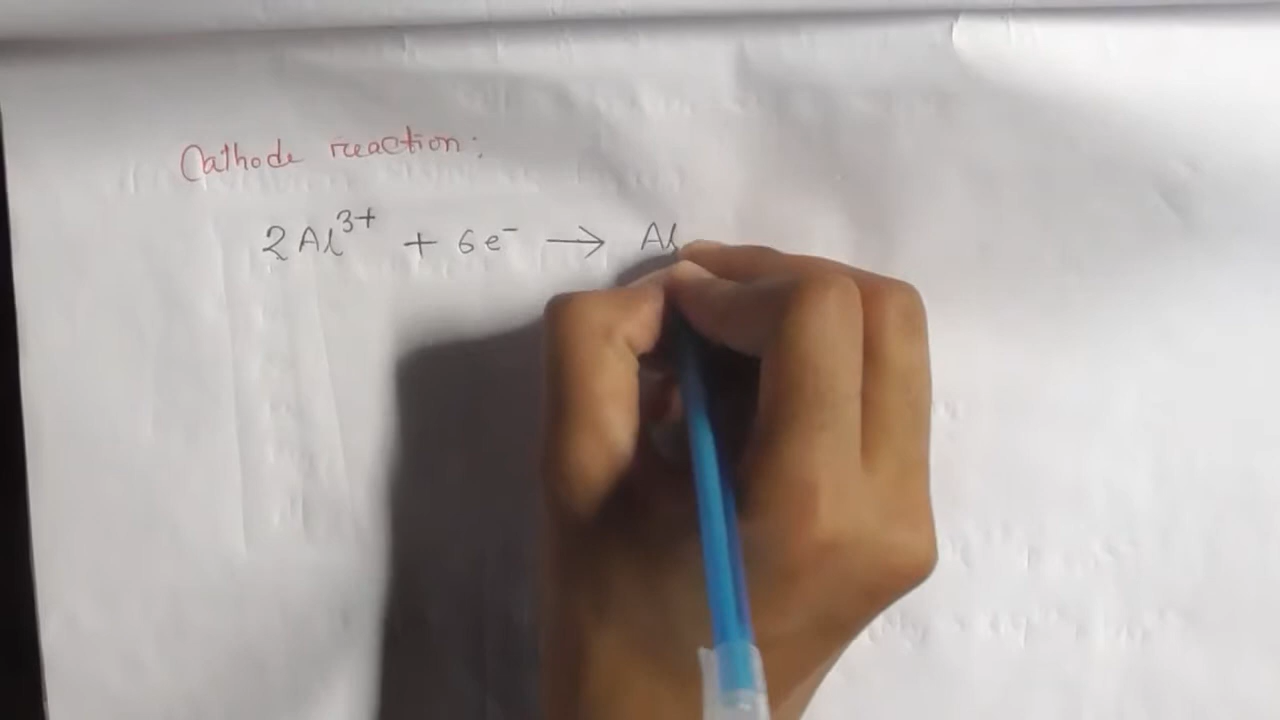 Cathode reaction:
2Al³⁺ + 6e⁻ → Al